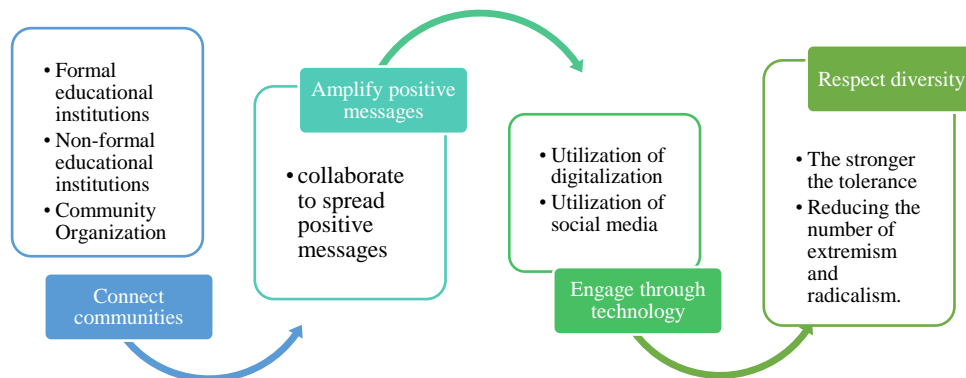 • Formal
educational
institutions
• Non-formal
educational
institutions
• Community
Organization
Connect
communities
Amplify positive
messages
• collaborate
to spread
positive
messages
• Utilization of
digitalization
• Utilization of
social media
Engage through
technology
Respect diversity
• The stronger
the tolerance
• Reducing the
number of
extremism
and
radicalism.